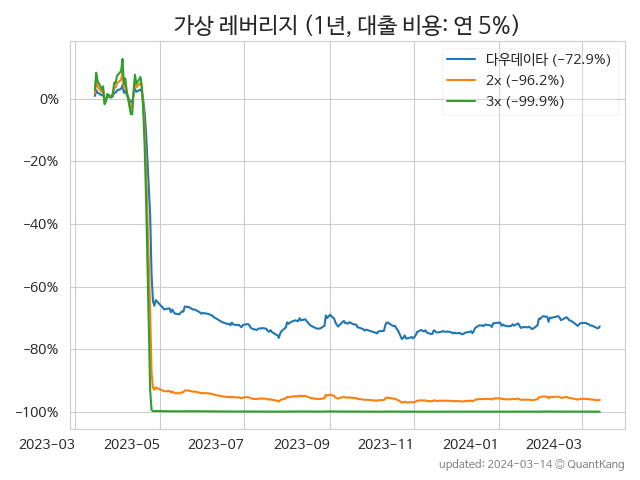 가상 레버리지 (1년, 대출 비용: 연 5%)
다우데이타 (−72.9%)
2x (−96.2%)
3x (−99.9%)
0%
−20%
−40%
−60%
−80%
−100%
2023-03 2023-05 2023-07 2023-09 2023-11 2024-01 2024-03
updated: 2024-03-14 © QuantKang